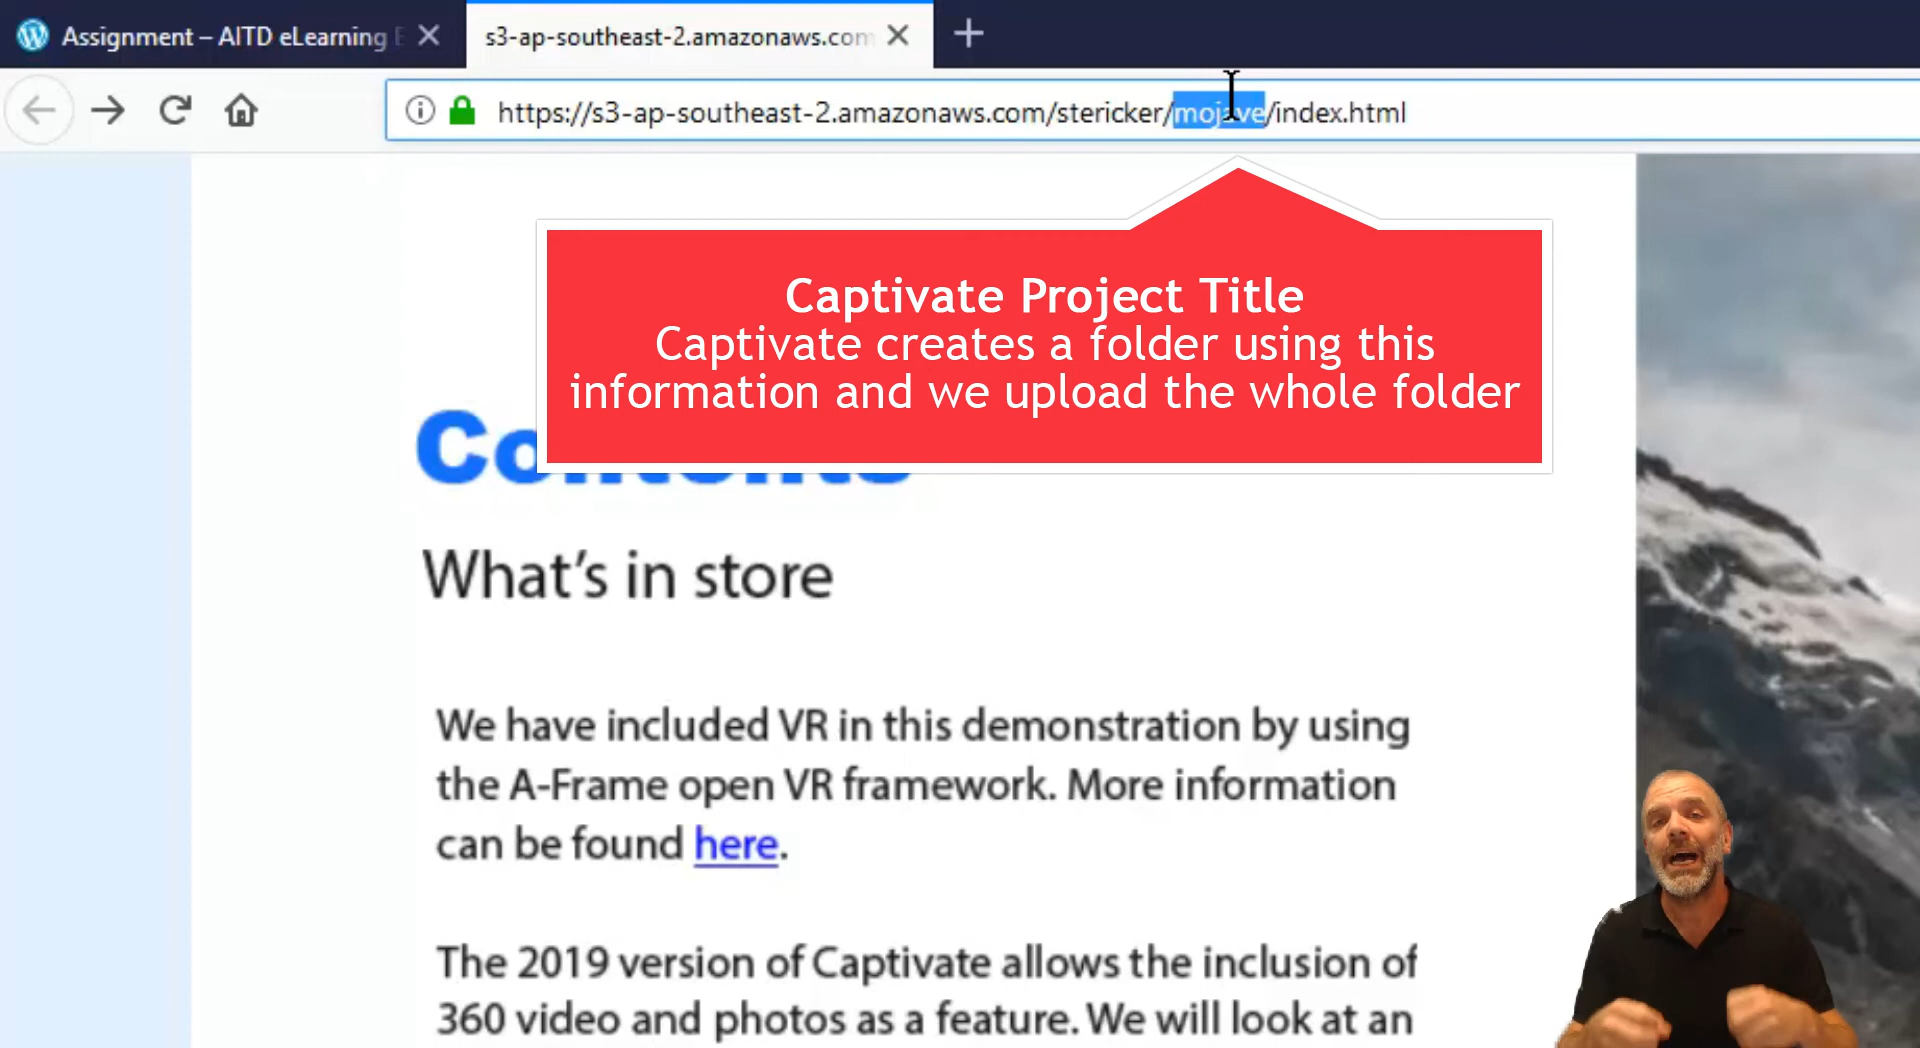 Assignment – AITD eLearning E
s3-ap-southeast-2.amazonaws.com
https://s3-ap-southeast-2.amazonaws.com/stericker/mojave/index.html
Captivate Project Title
Captivate creates a folder using this
information and we upload the whole folder
Contents
What's in store
We have included VR in this demonstration by using
the A-Frame open VR framework. More information
can be found here.
The 2019 version of Captivate allows the inclusion of
360 video and photos as a feature. We will look at an